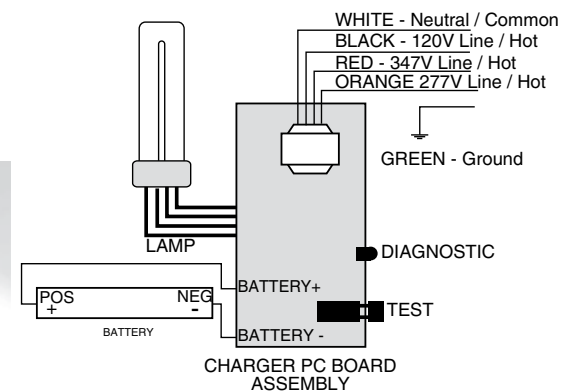 WHITE - Neutral / Common
BLACK - 120V Line / Hot
RED - 347V Line / Hot
ORANGE 277V Line / Hot
GREEN - Ground
LAMP
DIAGNOSTIC
BATTERY+
POS
NEG
+
-
TEST
BATTERY
BATTERY -
CHARGER PC BOARD
ASSEMBLY